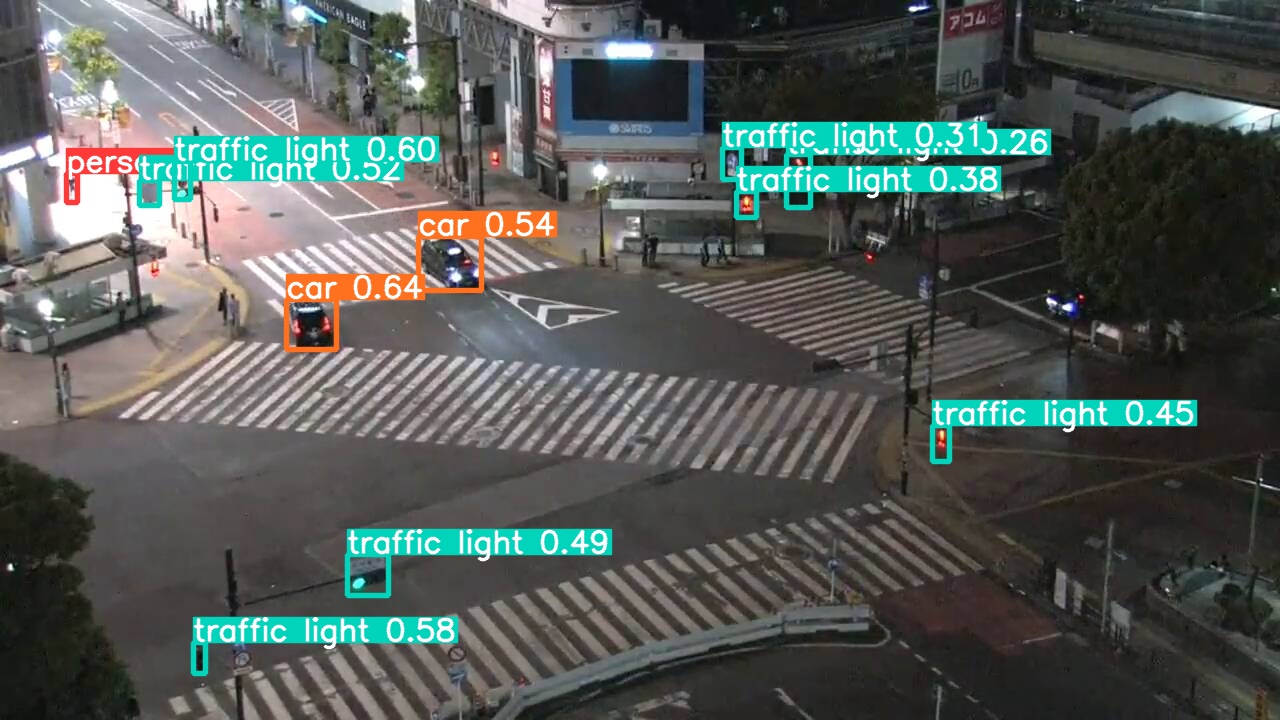 AMERICAN EAGLE
アコム
traffic light 0.31
0.26
traffic light 0.60
perso
traffic light 0.52
traffic light 0.38
car 0.54
car 0.64
traffic light 0.45
traffic light 0.49
traffic light 0.58